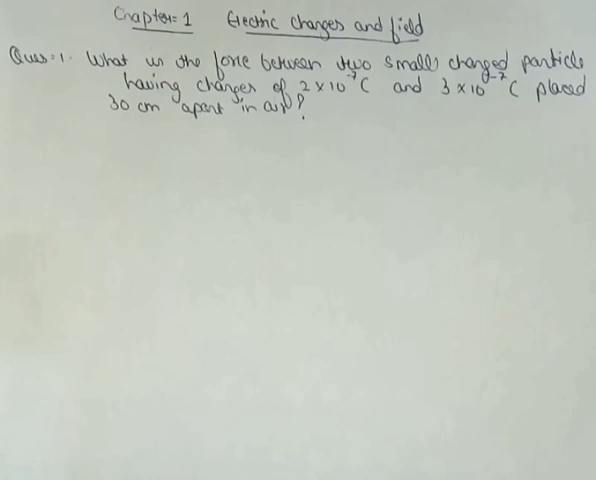 Chapter = 1 Electric charges and field
Ques:1. What is the force between two small charged particle
having charges of 2 × 10⁻⁷ C and 3 × 10⁻⁷ C placed
30 cm apart in air?